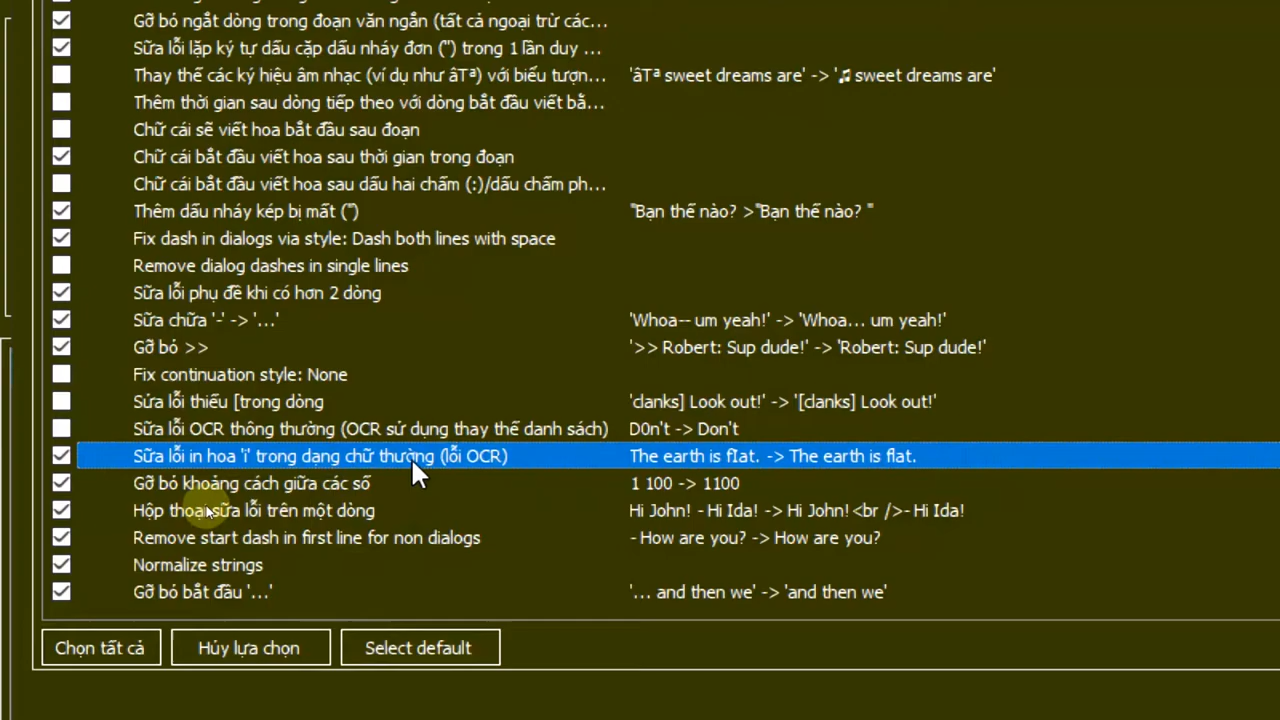 Gỡ bỏ ngắt dòng trong đoạn văn ngắn (tất cả ngoại trừ các...
Sữa lỗi lặp ký tự dấu cặp dấu nháy đơn ('') trong 1 lần duy ...
Thay thế các ký hiệu âm nhạc (ví dụ như âTª) với biểu tượn... 'âTª sweet dreams are' -> '♫ sweet dreams are'
Thêm thời gian sau dòng tiếp theo với dòng bắt đầu viết bằ...
Chữ cái sẽ viết hoa bắt đầu sau đoạn
Chữ cái bắt đầu viết hoa sau thời gian trong đoạn
Chữ cái bắt đầu viết hoa sau dấu hai chấm (:)/dấu chấm ph...
Thêm dấu nháy kép bị mất (") "Bạn thế nào? >"Bạn thế nào? "
Fix dash in dialogs via style: Dash both lines with space
Remove dialog dashes in single lines
Sữa lỗi phụ đề khi có hơn 2 dòng
Sữa chữa '-' -> '...' 'Whoa-- um yeah!' -> 'Whoa... um yeah!'
Gỡ bỏ >> '>> Robert: Sup dude!' -> 'Robert: Sup dude!'
Fix continuation style: None
Sửa lỗi thiếu [trong dòng 'clanks] Look out!' -> '[clanks] Look out!'
Sữa lỗi OCR thông thường (OCR sử dụng thay thế danh sách) D0n't -> Don't
Sữa lỗi in hoa 'i' trong dạng chữ thường (lỗi OCR) The earth is fIat. -> The earth is flat.
Gỡ bỏ khoảng cách giữa các số 1 100 -> 1100
Hộp thoại sữa lỗi trên một dòng Hi John! - Hi Ida! -> Hi John!<br />- Hi Ida!
Remove start dash in first line for non dialogs - How are you? -> How are you?
Normalize strings
Gỡ bỏ bắt đầu '...' '... and then we' -> 'and then we'
Chọn tất cả Hủy lựa chọn Select default